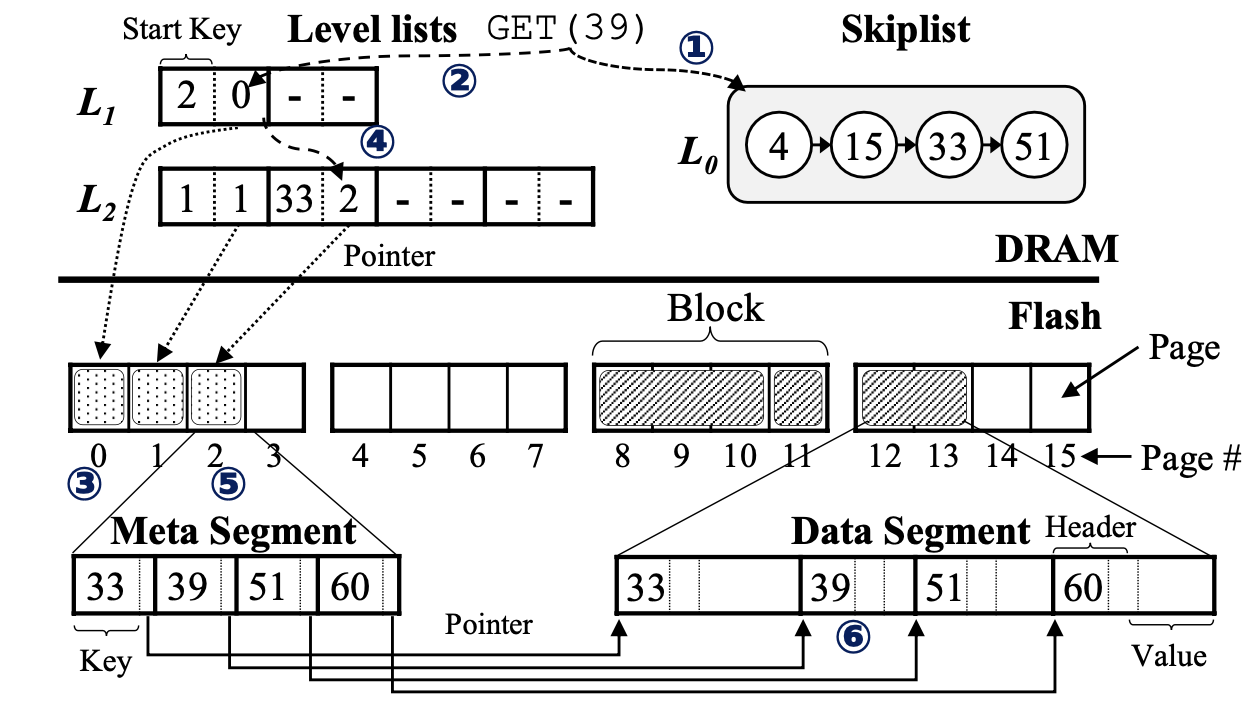 Start Key
Level lists
GET(39)
①
Skiplist
②
L1
2 0 - -
④
L0
4 15 33 51
L2
1 1 33 2 - - - -
Pointer
DRAM
Block
Flash
Page
0 1 2 3 4 5 6 7 8 9 10 11 12 13 14 15
Page #
③ ⑤
Meta Segment
Data Segment
Header
33 39 51 60
33 39 51 60
Key
Pointer
⑥
Value